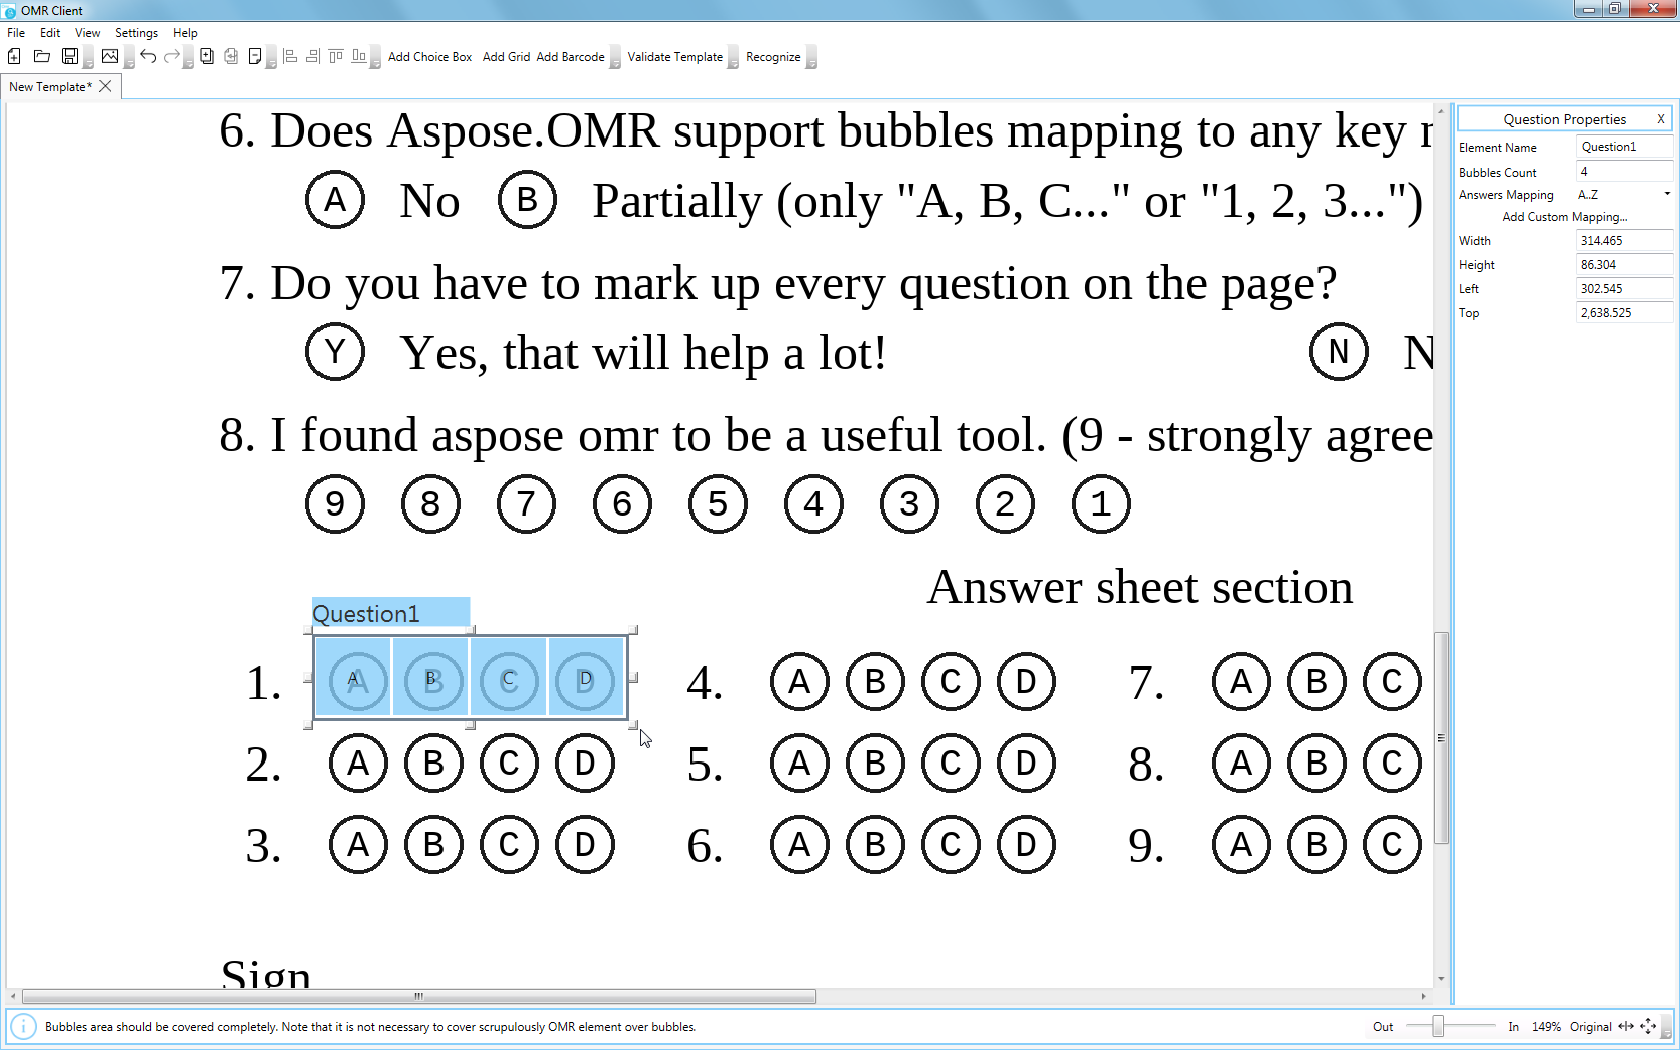 OMR Client
File Edit View Settings Help
Add Choice Box Add Grid Add Barcode Validate Template Recognize
New Template*
6. Does Aspose.OMR support bubbles mapping to any key
A No B Partially (only "A, B, C..." or "1, 2, 3...")
7. Do you have to mark up every question on the page?
Y Yes, that will help a lot! N N
8. I found aspose omr to be a useful tool. (9 - strongly agree
9 8 7 6 5 4 3 2 1
Answer sheet section
Question1
1. A B C D 4. A B C D 7. A B C
2. A B C D 5. A B C D 8. A B C
3. A B C D 6. A B C D 9. A B C
Sign
Question Properties X
Element Name Question1
Bubbles Count 4
Answers Mapping A..Z
Add Custom Mapping...
Width 314.465
Height 86.304
Left 302.545
Top 2,638.525
Bubbles area should be covered completely. Note that it is not necessary to cover scrupulously OMR element over bubbles.
Out In 149% Original